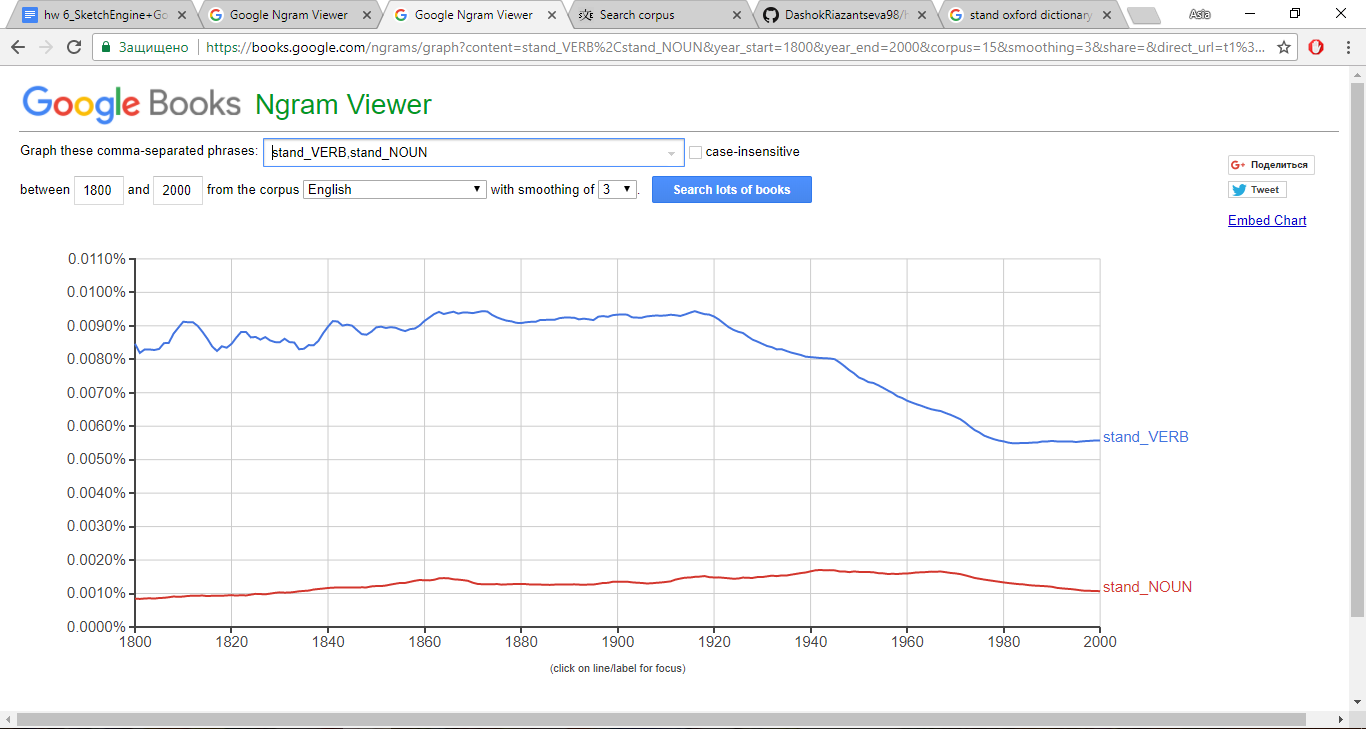 hw 6_SketchEngine+Go
Google Ngram Viewer
Google Ngram Viewer
Search corpus
DashokRiazantseva98/h
stand oxford dictionary
Asia
Защищено
https://books.google.com/ngrams/graph?content=stand_VERB%2Cstand_NOUN&year_start=1800&year_end=2000&corpus=15&smoothing=3&share=&direct_url=t1%3...
Google Books Ngram Viewer
Graph these comma-separated phrases: stand_VERB,stand_NOUN case-insensitive
between 1800 and 2000 from the corpus English with smoothing of 3 . Search lots of books
Поделиться
Tweet
Embed Chart
0.0110%
0.0100%
0.0090%
0.0080%
0.0070%
0.0060%
0.0050%
0.0040%
0.0030%
0.0020%
0.0010%
0.0000%
stand_VERB
stand_NOUN
1800 1820 1840 1860 1880 1900 1920 1940 1960 1980 2000
(click on line/label for focus)